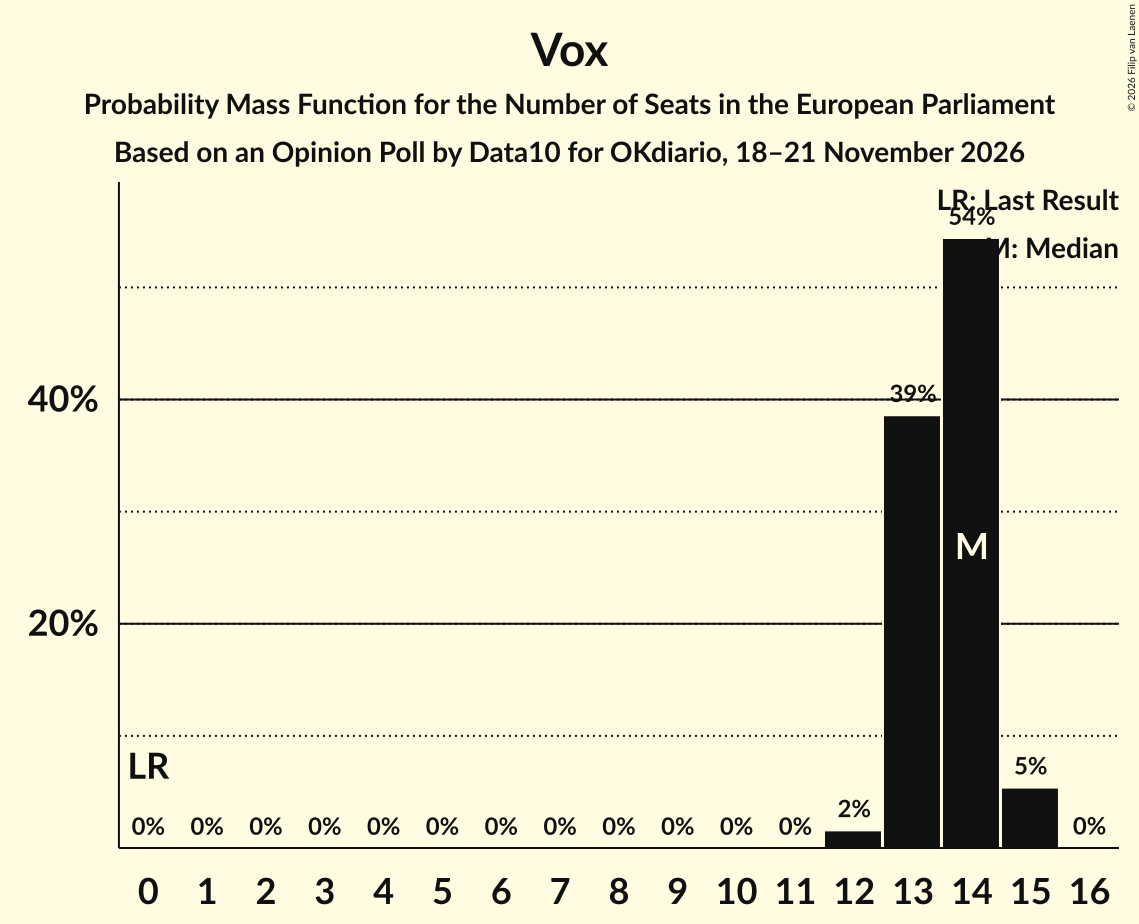 Vox
Probability Mass Function for the Number of Seats in the European Parliament
Based on an Opinion Poll by Data10 for OKdiario, 18–21 November 2026
© 2026 Filip van Laenen
LR: Last Result
M: Median
54%
39%
40%
20%
M
LR
0% 0% 0% 0% 0% 0% 0% 0% 0% 0% 0% 0% 2% 5% 0%
0 1 2 3 4 5 6 7 8 9 10 11 12 13 14 15 16